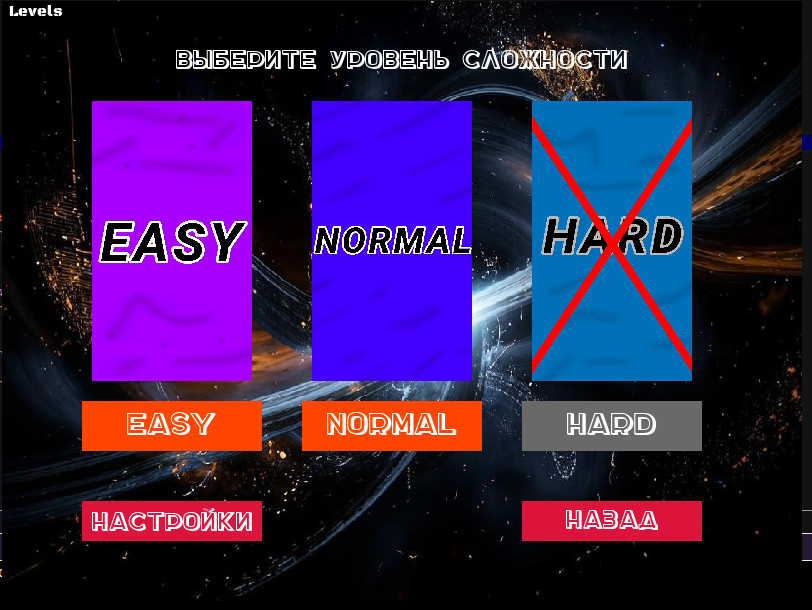 Levels
ВЫБЕРИТЕ УРОВЕНЬ СЛОЖНОСТИ
EASY
NORMAL
HARD
EASY
NORMAL
HARD
НАСТРОЙКИ
НАЗАД